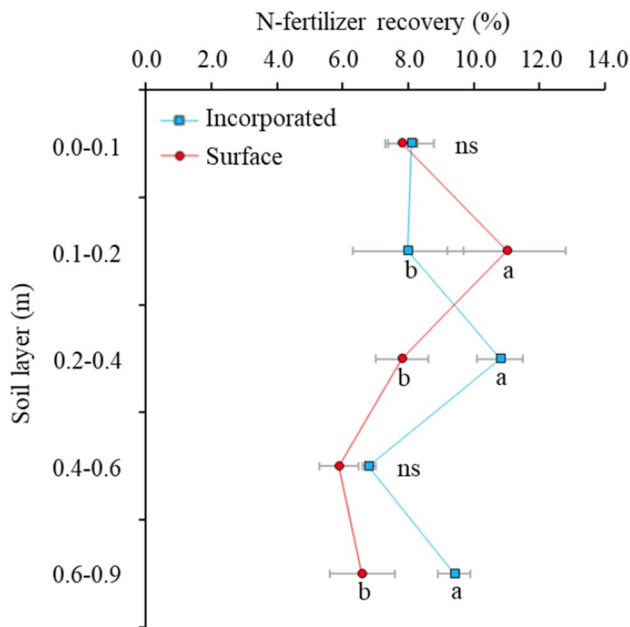 N-fertilizer recovery (%)
0.0 2.0 4.0 6.0 8.0 10.0 12.0 14.0
Incorporated
Surface
Soil layer (m)
0.0-0.1
ns
0.1-0.2
b a
0.2-0.4
b a
0.4-0.6
ns
0.6-0.9
b a